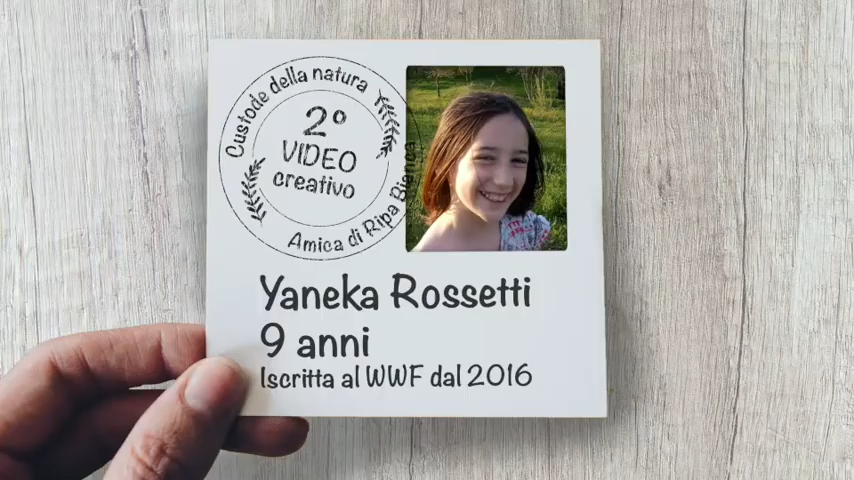 Custode della natura
2°
VIDEO
creativo
Amica di Ripa Bianca
Yaneka Rossetti
9 anni
Iscritta al WWF dal 2016